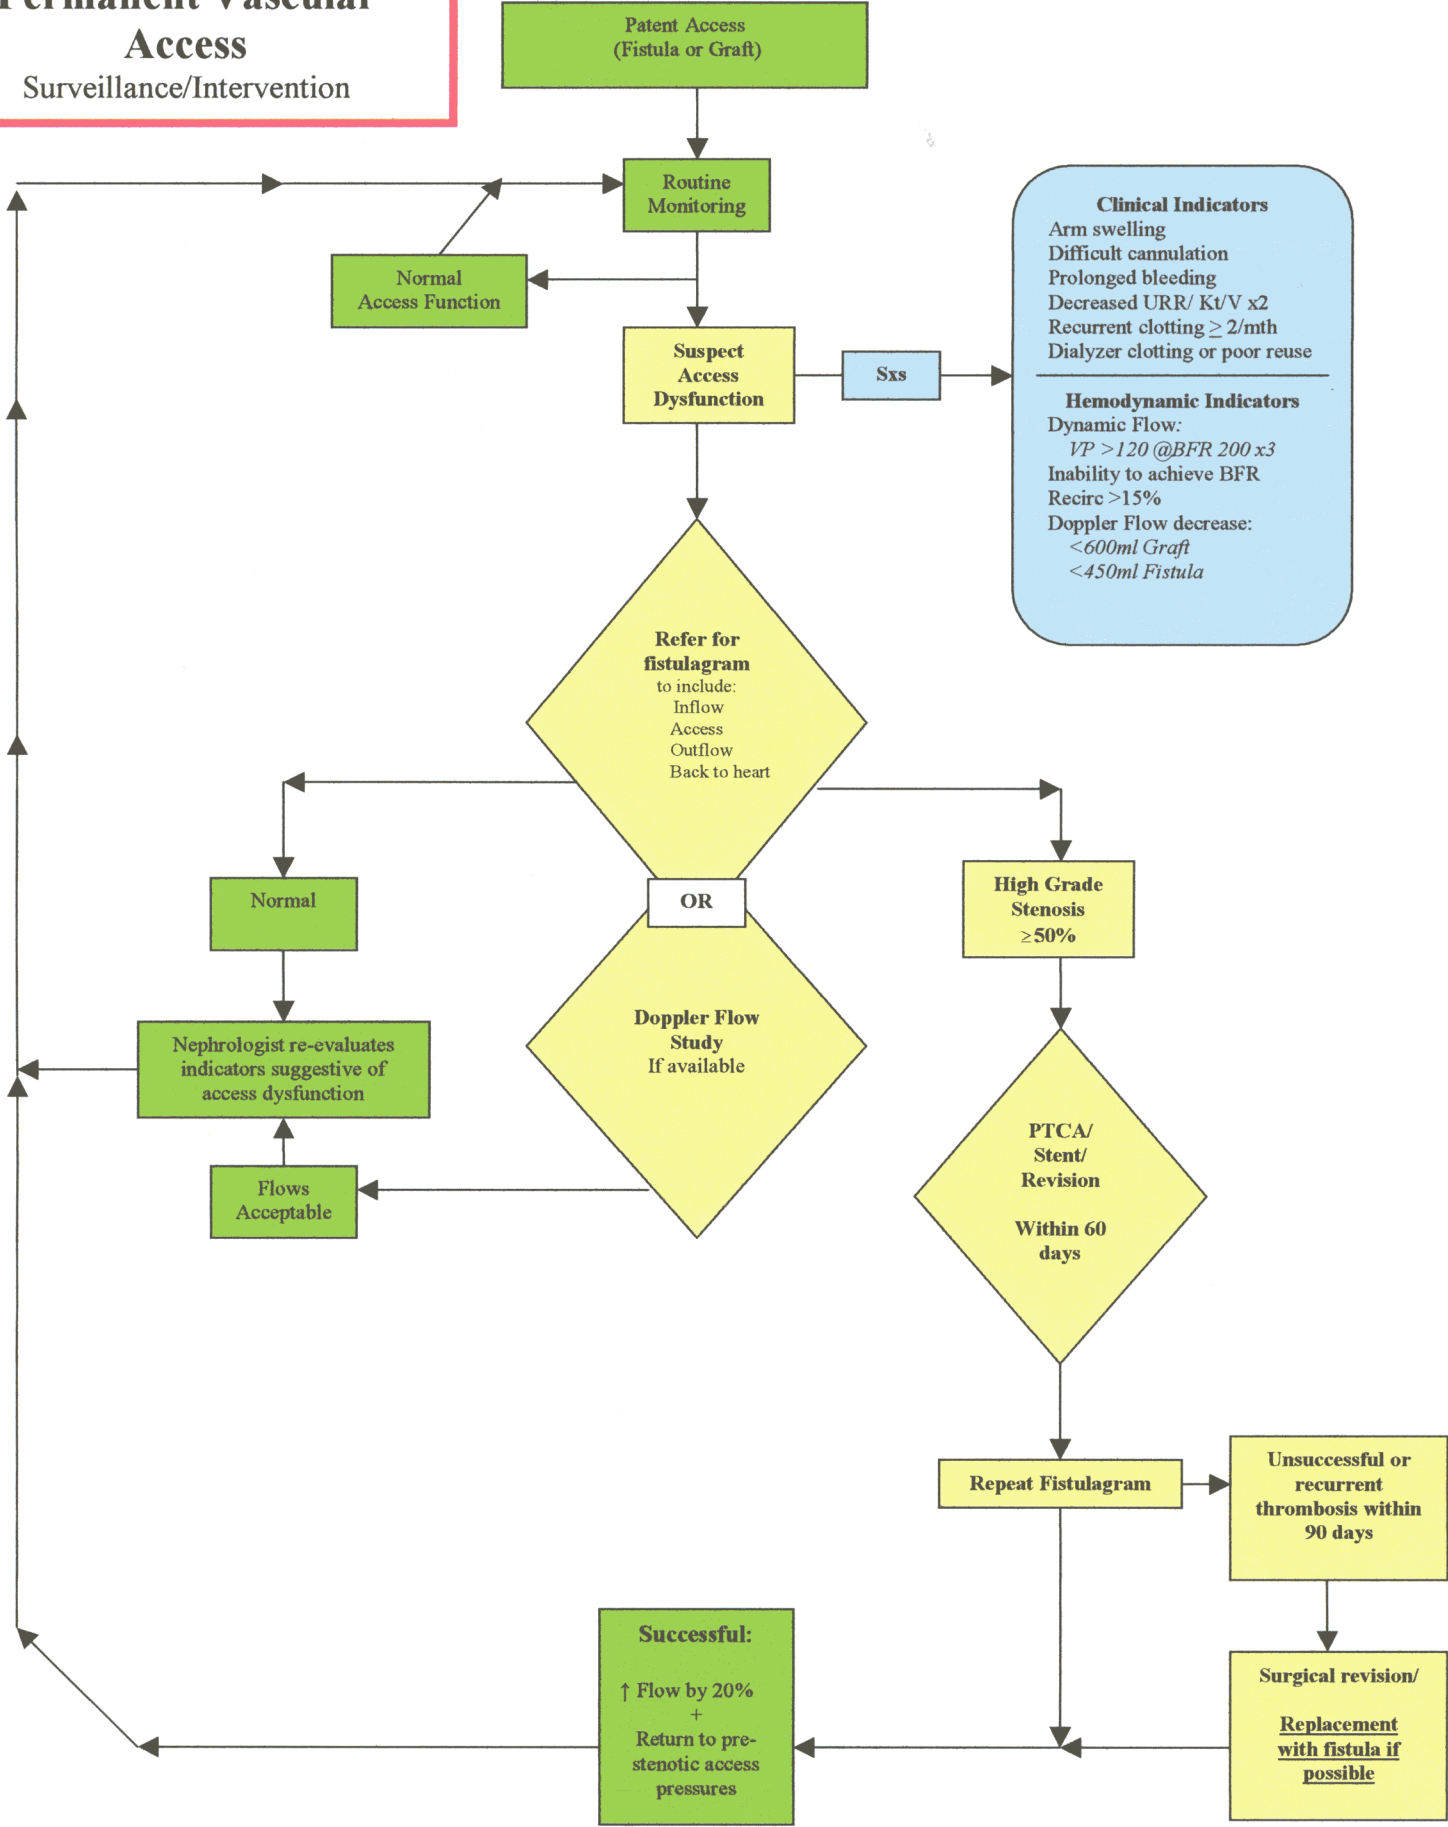 Permanent Vascular
Access
Surveillance/Intervention
Patent Access
(Fistula or Graft)
Routine
Monitoring
Normal
Access Function
Suspect
Access
Dysfunction
Sxs
Clinical Indicators
Arm swelling
Difficult cannulation
Prolonged bleeding
Decreased URR/ Kt/V x2
Recurrent clotting ≥ 2/mth
Dialyzer clotting or poor reuse
Hemodynamic Indicators
Dynamic Flow:
VP >120 @BFR 200 x3
Inability to achieve BFR
Recirc >15%
Doppler Flow decrease:
<600ml Graft
<450ml Fistula
Refer for
fistulagram
to include:
Inflow
Access
Outflow
Back to heart
OR
Doppler Flow
Study
If available
Normal
Nephrologist re-evaluates
indicators suggestive of
access dysfunction
Flows
Acceptable
High Grade
Stenosis
≥50%
PTCA/
Stent/
Revision
Within 60
days
Repeat Fistulagram
Unsuccessful or
recurrent
thrombosis within
90 days
Surgical revision/
Replacement
with fistula if
possible
Successful:
↑ Flow by 20%
+
Return to pre-
stenotic access
pressures